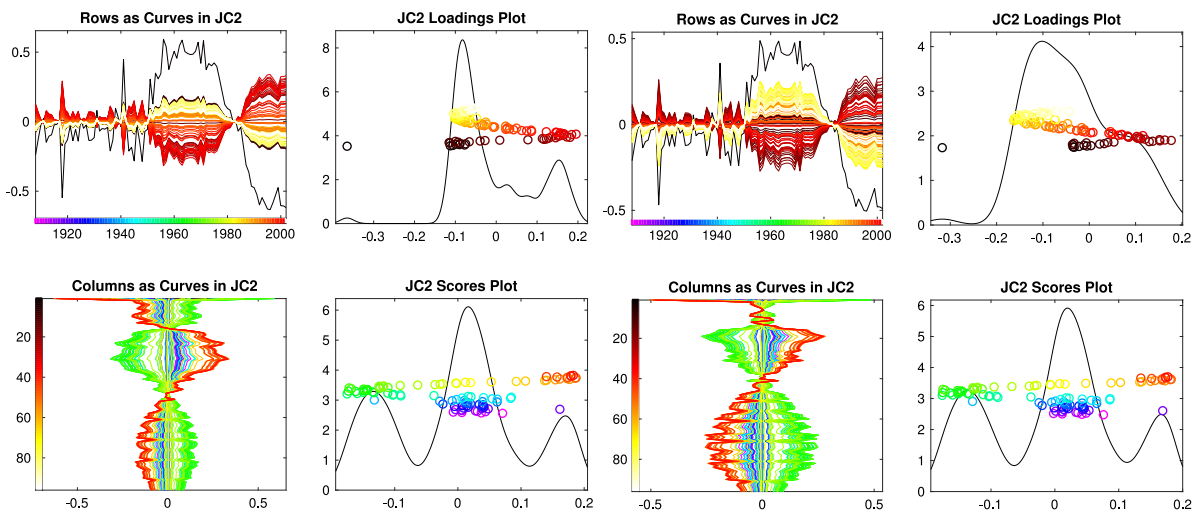 Rows as Curves in JC2
0.5
0
-0.5
1920 1940 1960 1980 2000
JC2 Loadings Plot
8
6
4
2
0
-0.3 -0.2 -0.1 0 0.1 0.2
Rows as Curves in JC2
0.5
0
-0.5
1920 1940 1960 1980 2000
JC2 Loadings Plot
4
3
2
1
0
-0.3 -0.2 -0.1 0 0.1 0.2
Columns as Curves in JC2
20
40
60
80
-0.5 0 0.5
JC2 Scores Plot
6
5
4
3
2
1
0
-0.1 0 0.1 0.2
Columns as Curves in JC2
20
40
60
80
-0.5 0 0.5
JC2 Scores Plot
6
5
4
3
2
1
0
-0.1 0 0.1 0.2